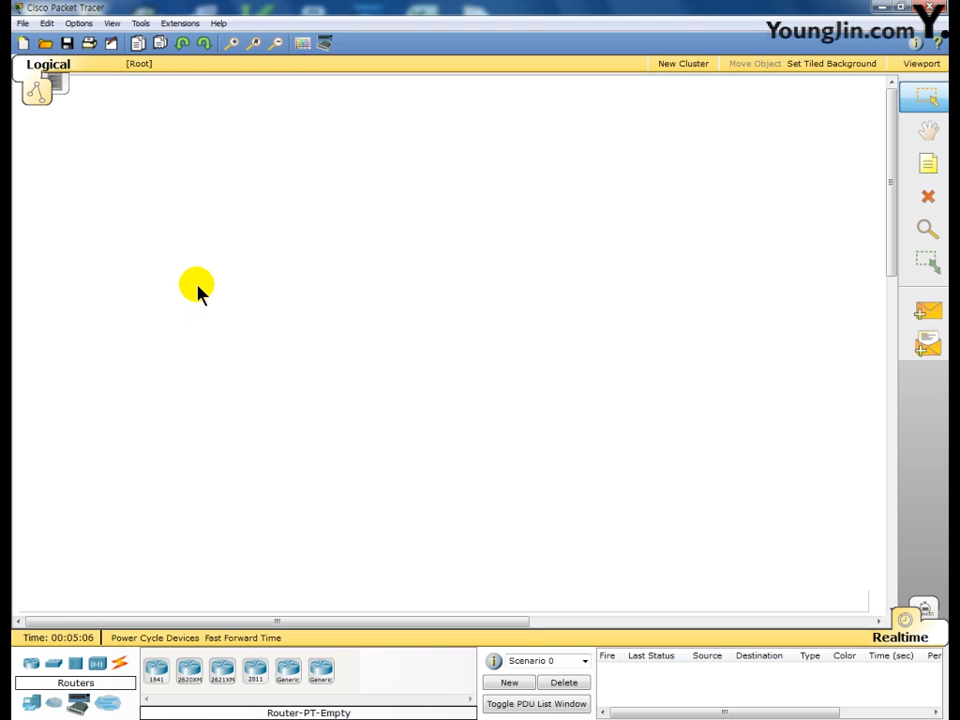 Cisco Packet Tracer
File Edit Options View Tools Extensions Help
YoungJin.com Y.
Logical [Root] New Cluster Move Object Set Tiled Background Viewport
Time: 00:05:06 Power Cycle Devices Fast Forward Time Realtime
Routers
1841 2620XM 2621XM 2811 Generic Generic
Router-PT-Empty
Scenario 0
New Delete
Toggle PDU List Window
Fire Last Status Source Destination Type Color Time (sec) Per